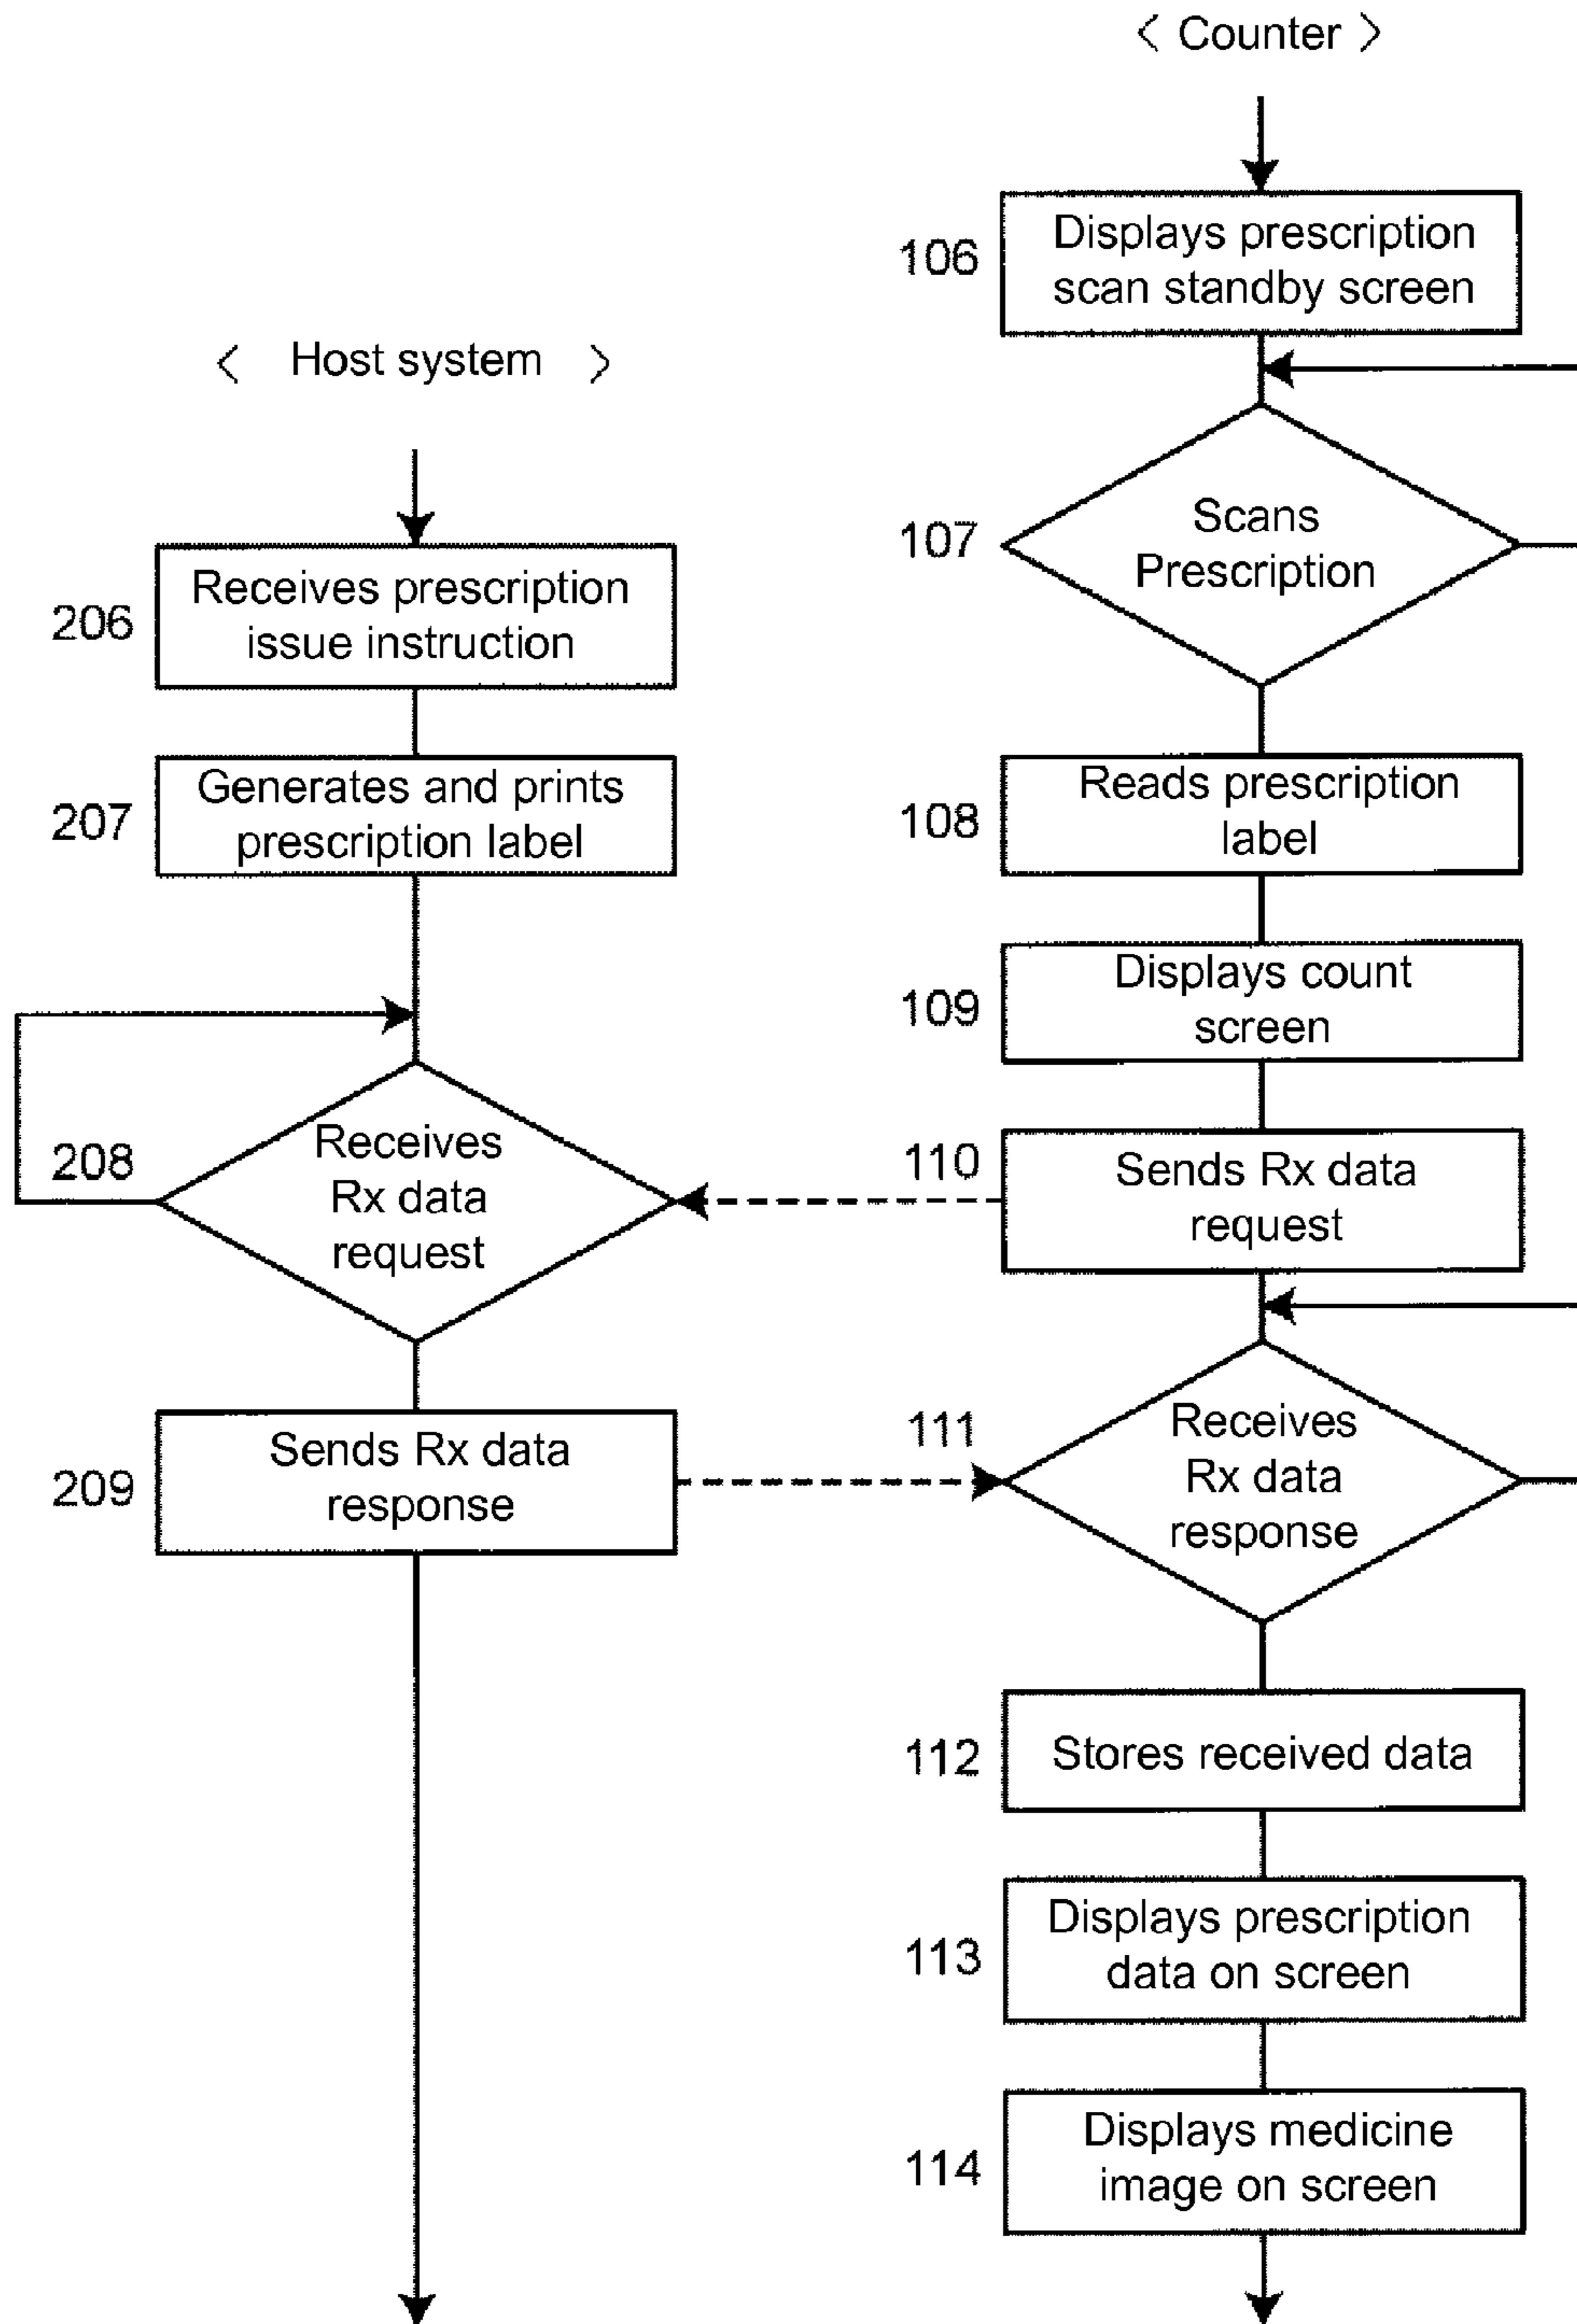 < Counter >
106
Displays prescription
scan standby screen
< Host system >
107
Scans
Prescription
206
Receives prescription
issue instruction
207
Generates and prints
prescription label
108
Reads prescription
label
109
Displays count
screen
208
Receives
Rx data
request
110
Sends Rx data
request
209
Sends Rx data
response
111
Receives
Rx data
response
112
Stores received data
113
Displays prescription
data on screen
114
Displays medicine
image on screen